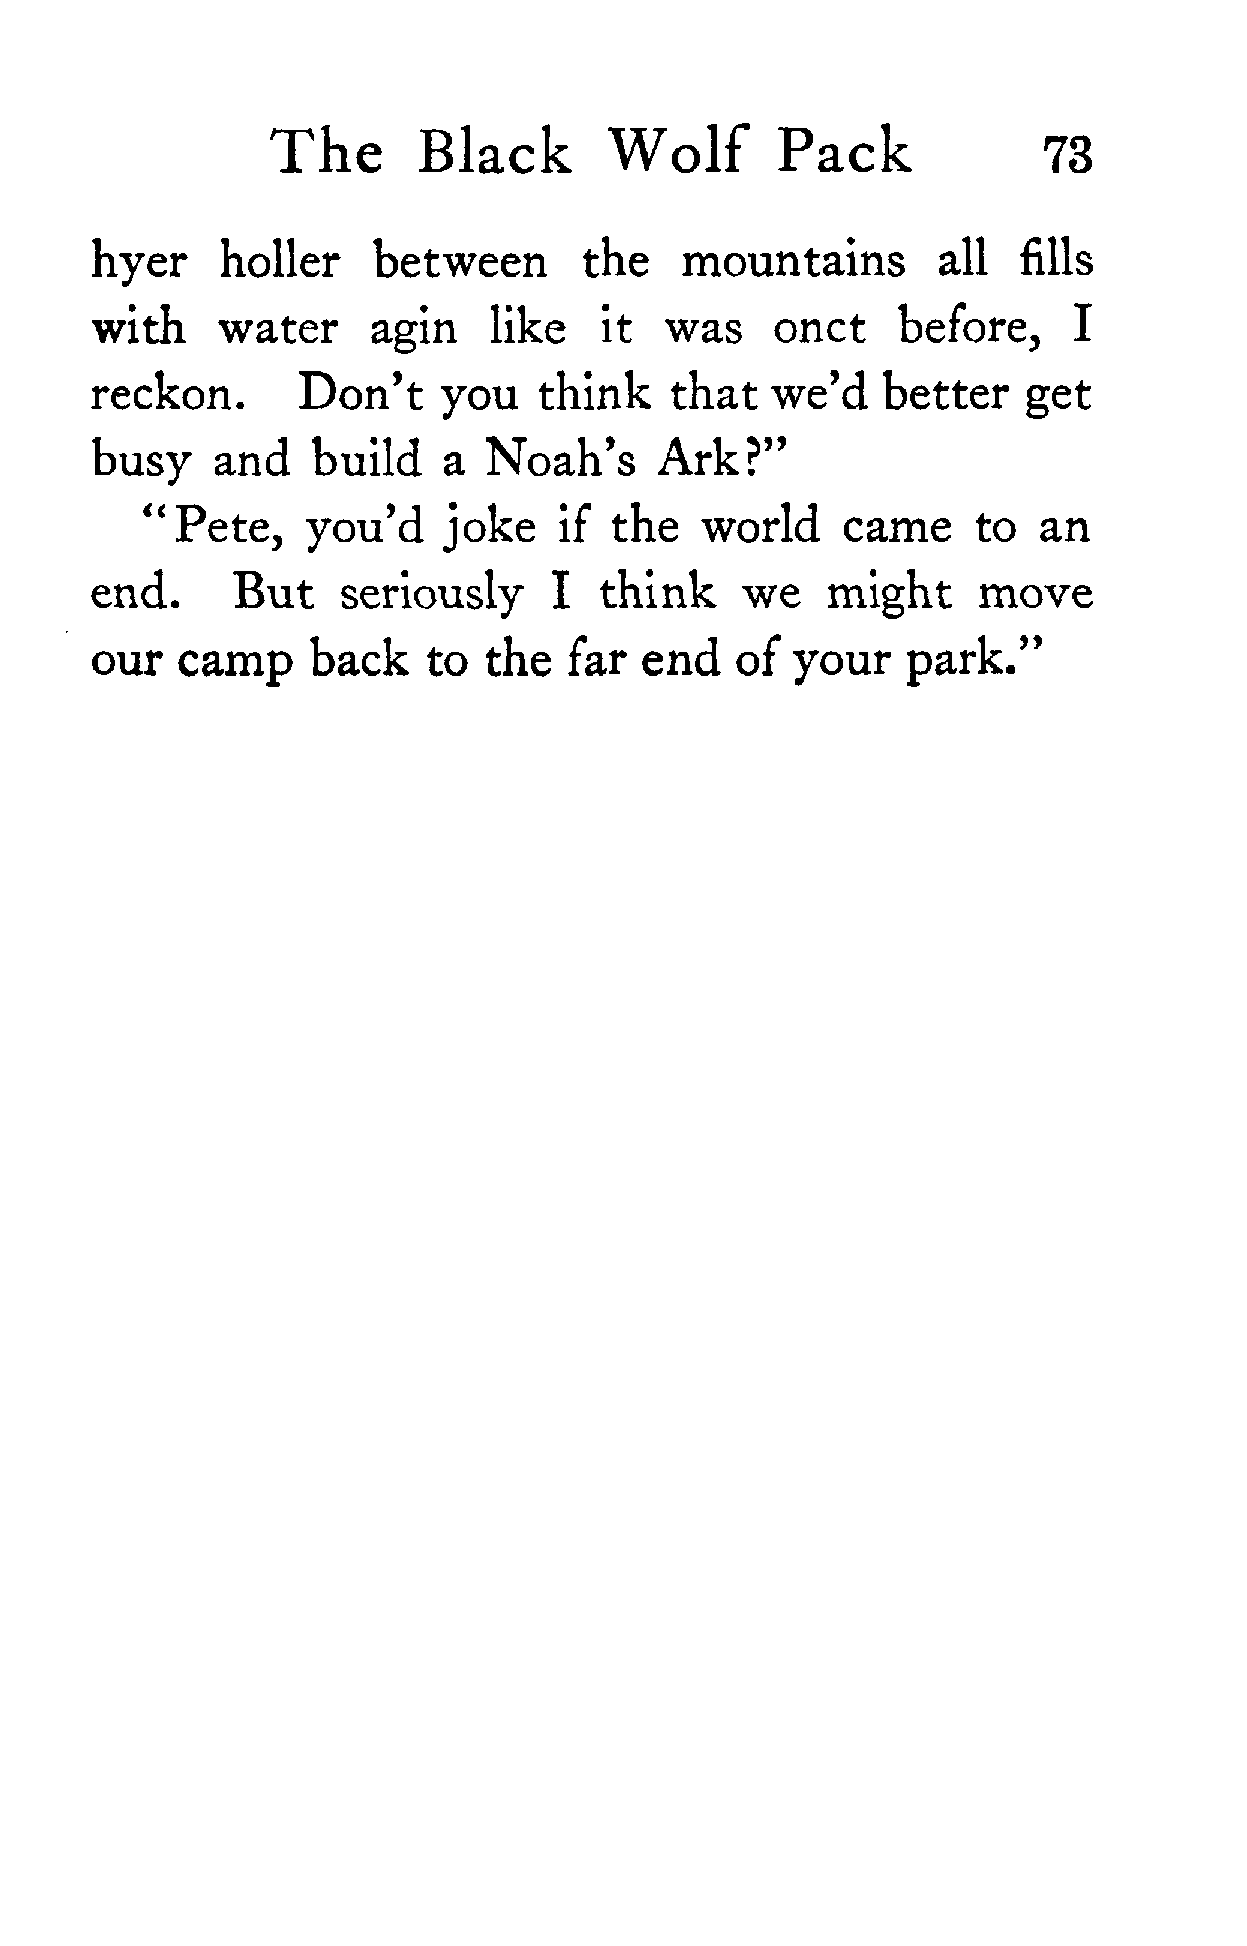 The Black Wolf Pack 73
hyer holler between the mountains all fills
with water agin like it was onct before, I
reckon. Don't you think that we'd better get
busy and build a Noah's Ark?"
"Pete, you'd joke if the world came to an
end. But seriously I think we might move
our camp back to the far end of your park."